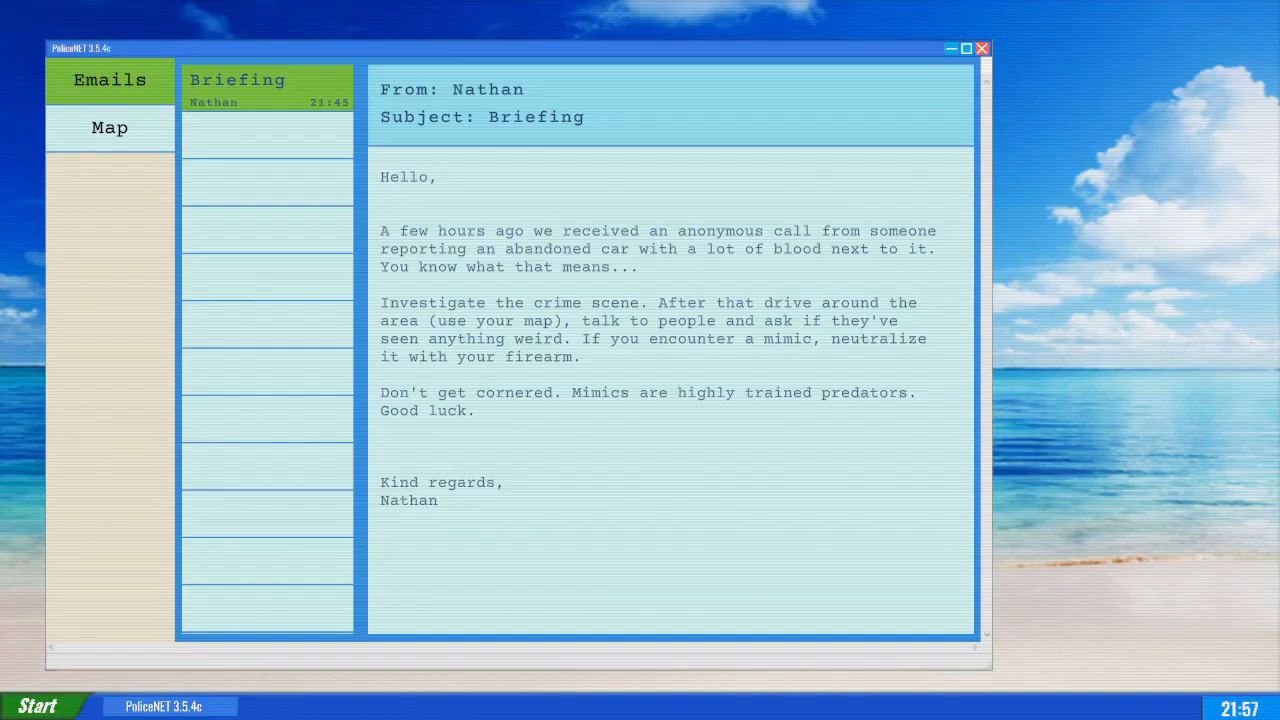 PoliceNET 3.5.4c
Emails
Map
Briefing
Nathan 21:45
From: Nathan
Subject: Briefing
Hello,
A few hours ago we received an anonymous call from someone
reporting an abandoned car with a lot of blood next to it.
You know what that means...
Investigate the crime scene. After that drive around the
area (use your map), talk to people and ask if they've
seen anything weird. If you encounter a mimic, neutralize
it with your firearm.
Don't get cornered. Mimics are highly trained predators.
Good luck.
Kind regards,
Nathan
Start
PoliceNET 3.5.4c
21:57